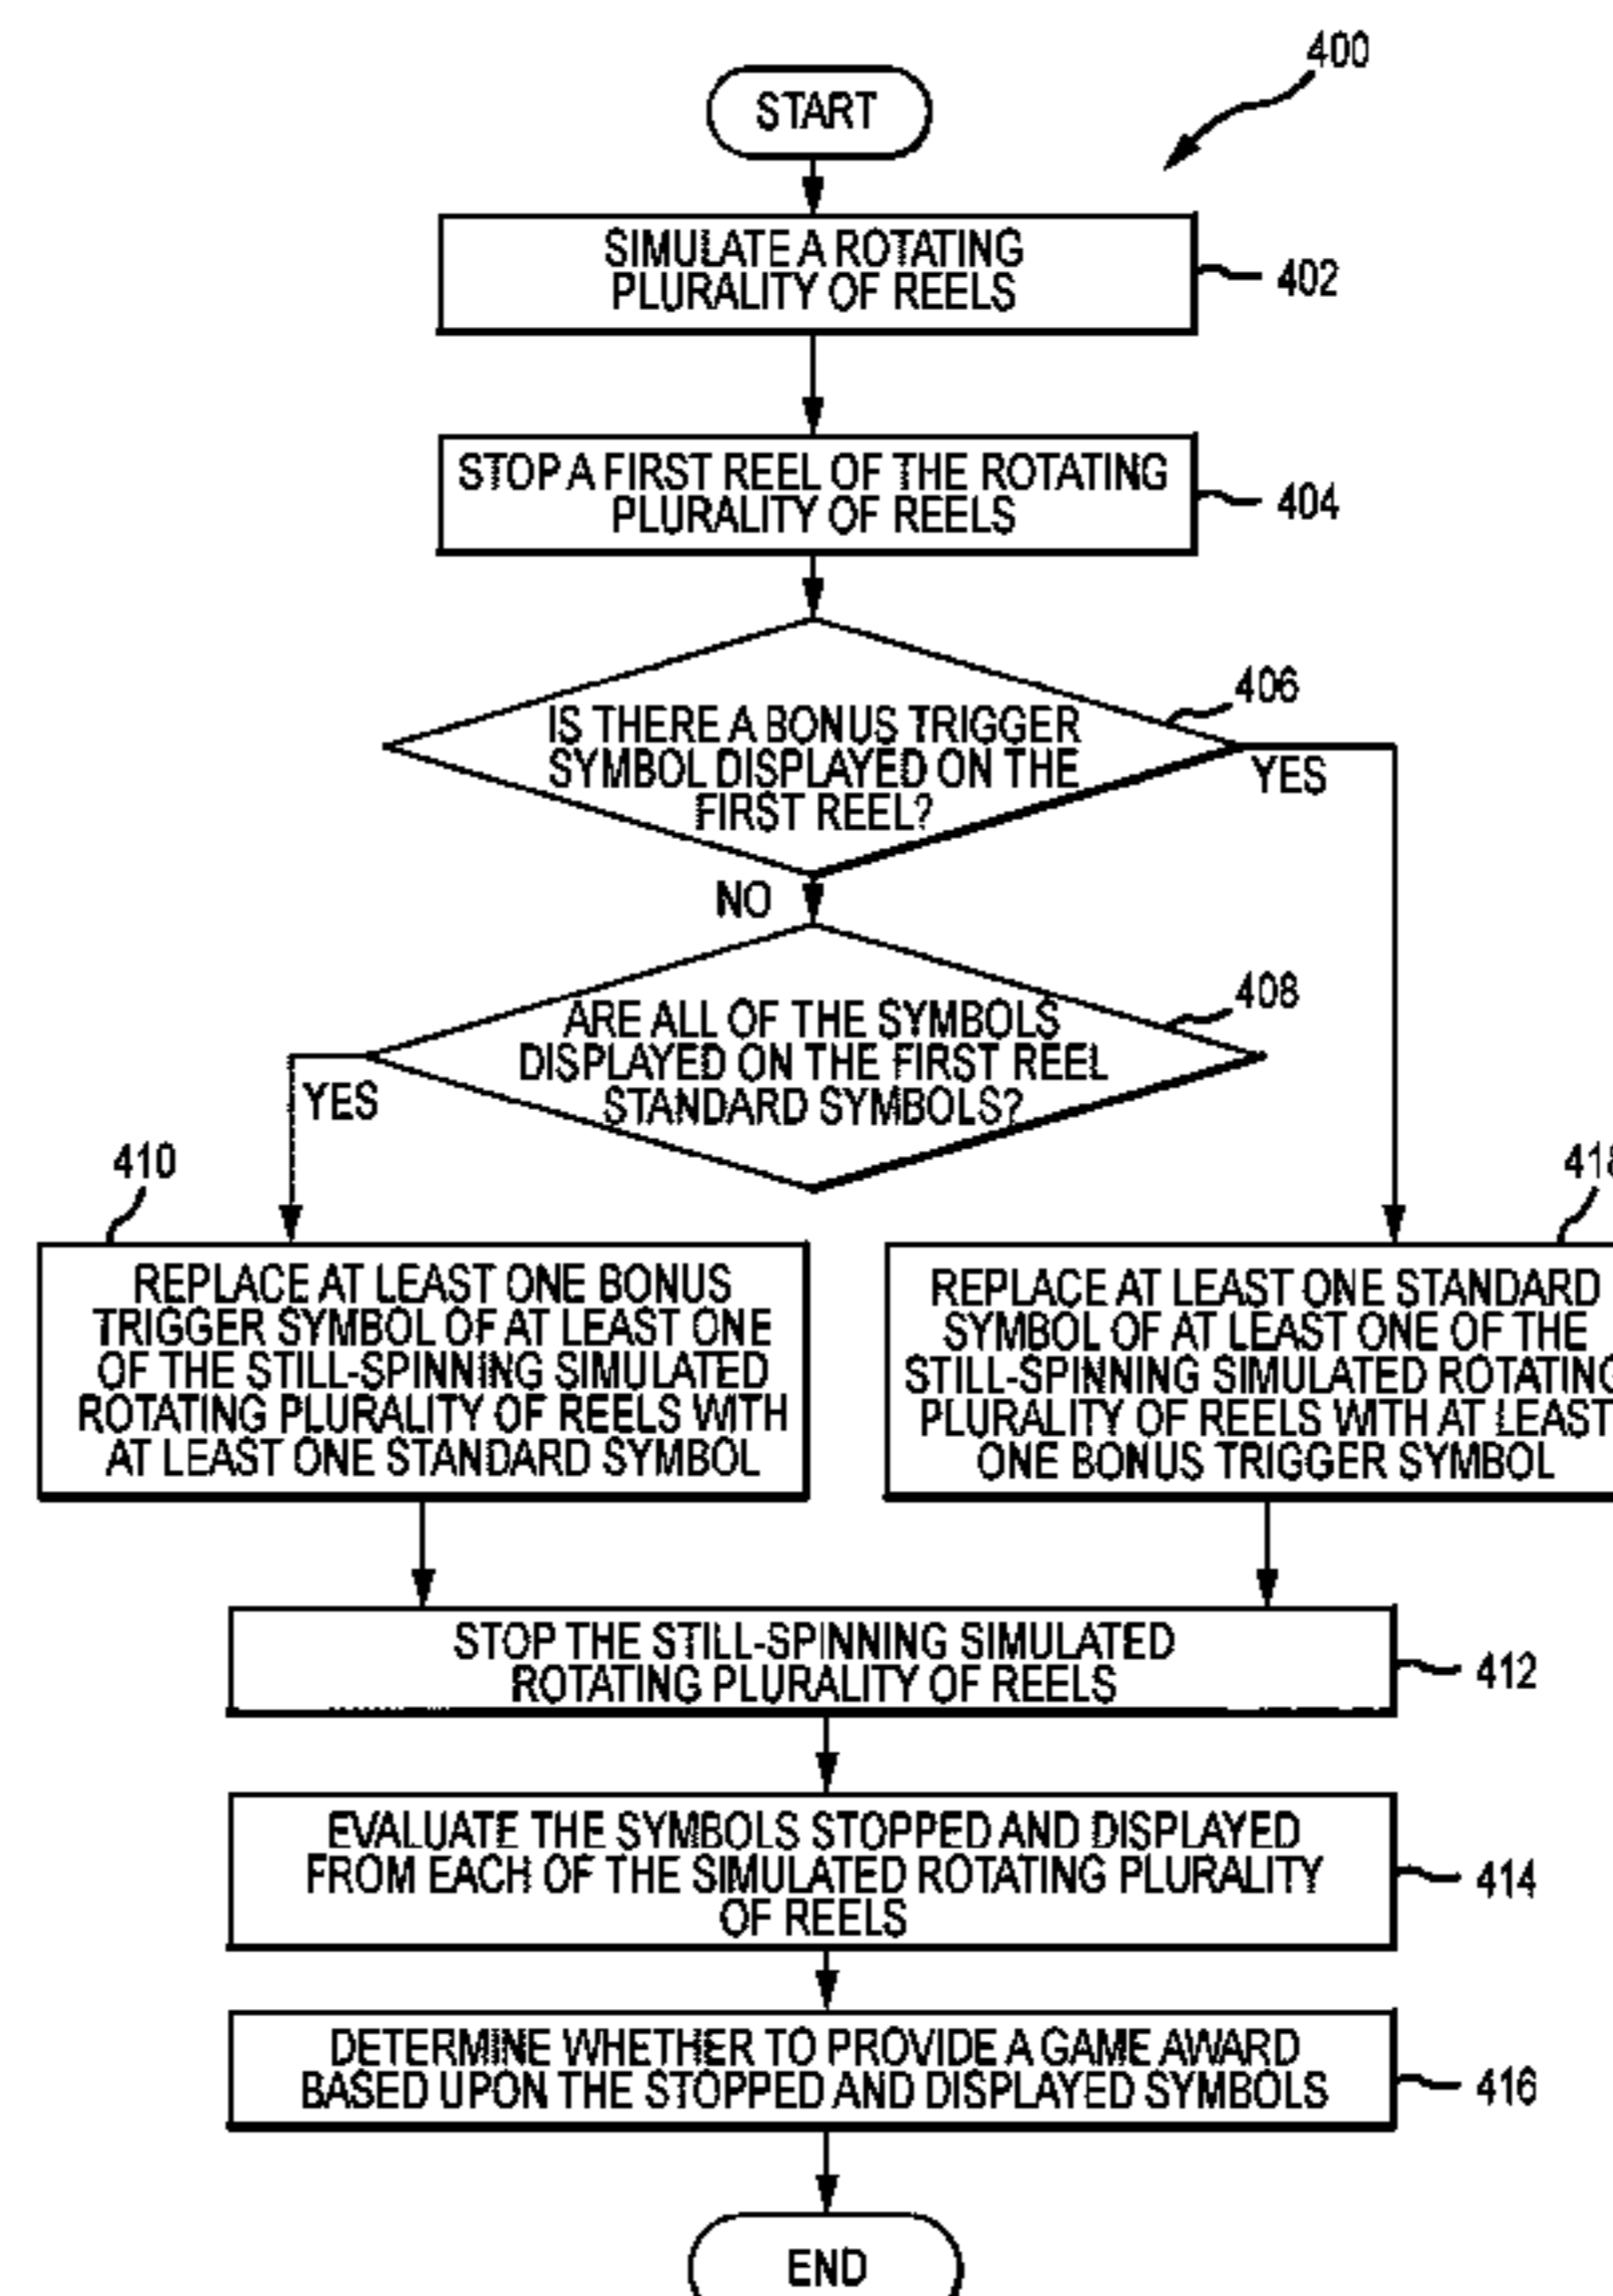 400
START
SIMULATE A ROTATING
PLURALITY OF REELS
402
STOP A FIRST REEL OF THE ROTATING
PLURALITY OF REELS
404
406
IS THERE A BONUS TRIGGER
SYMBOL DISPLAYED ON THE
FIRST REEL?
YES
NO
408
ARE ALL OF THE SYMBOLS
DISPLAYED ON THE FIRST REEL
STANDARD SYMBOLS?
YES
410
REPLACE AT LEAST ONE BONUS
TRIGGER SYMBOL OF AT LEAST ONE
OF THE STILL-SPINNING SIMULATED
ROTATING PLURALITY OF REELS WITH
AT LEAST ONE STANDARD SYMBOL
418
REPLACE AT LEAST ONE STANDARD
SYMBOL OF AT LEAST ONE OF THE
STILL-SPINNING SIMULATED ROTATING
PLURALITY OF REELS WITH AT LEAST
ONE BONUS TRIGGER SYMBOL
STOP THE STILL-SPINNING SIMULATED
ROTATING PLURALITY OF REELS
412
EVALUATE THE SYMBOLS STOPPED AND DISPLAYED
FROM EACH OF THE SIMULATED ROTATING PLURALITY
OF REELS
414
DETERMINE WHETHER TO PROVIDE A GAME AWARD
BASED UPON THE STOPPED AND DISPLAYED SYMBOLS
416
END